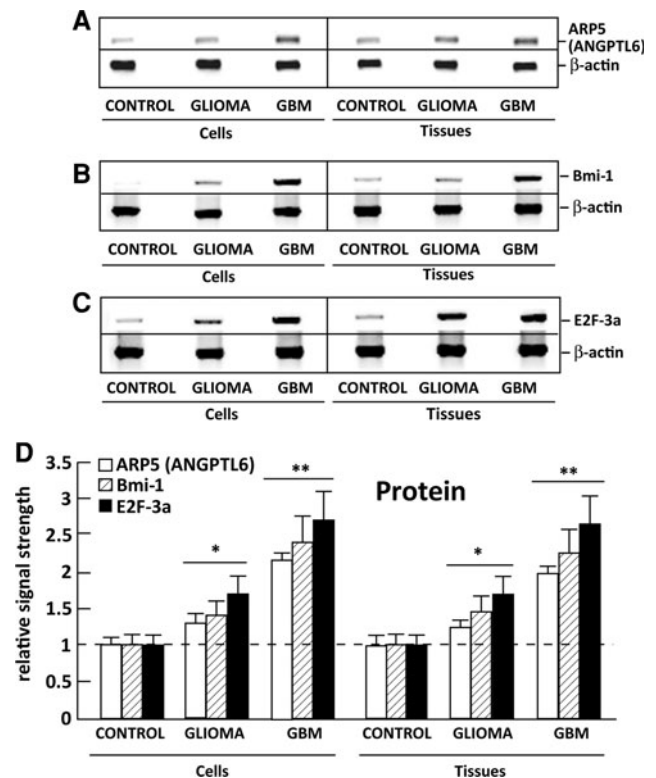 A
ARP5
(ANGPTL6)
β-actin
CONTROL GLIOMA GBM CONTROL GLIOMA GBM
Cells Tissues
B
Bmi-1
β-actin
CONTROL GLIOMA GBM CONTROL GLIOMA GBM
Cells Tissues
C
E2F-3a
β-actin
CONTROL GLIOMA GBM CONTROL GLIOMA GBM
Cells Tissues
D
relative signal strength
3.5
3
2.5
2
1.5
1
0.5
0
ARP5 (ANGPTL6)
Bmi-1
E2F-3a
Protein
* ** * **
CONTROL GLIOMA GBM CONTROL GLIOMA GBM
Cells Tissues